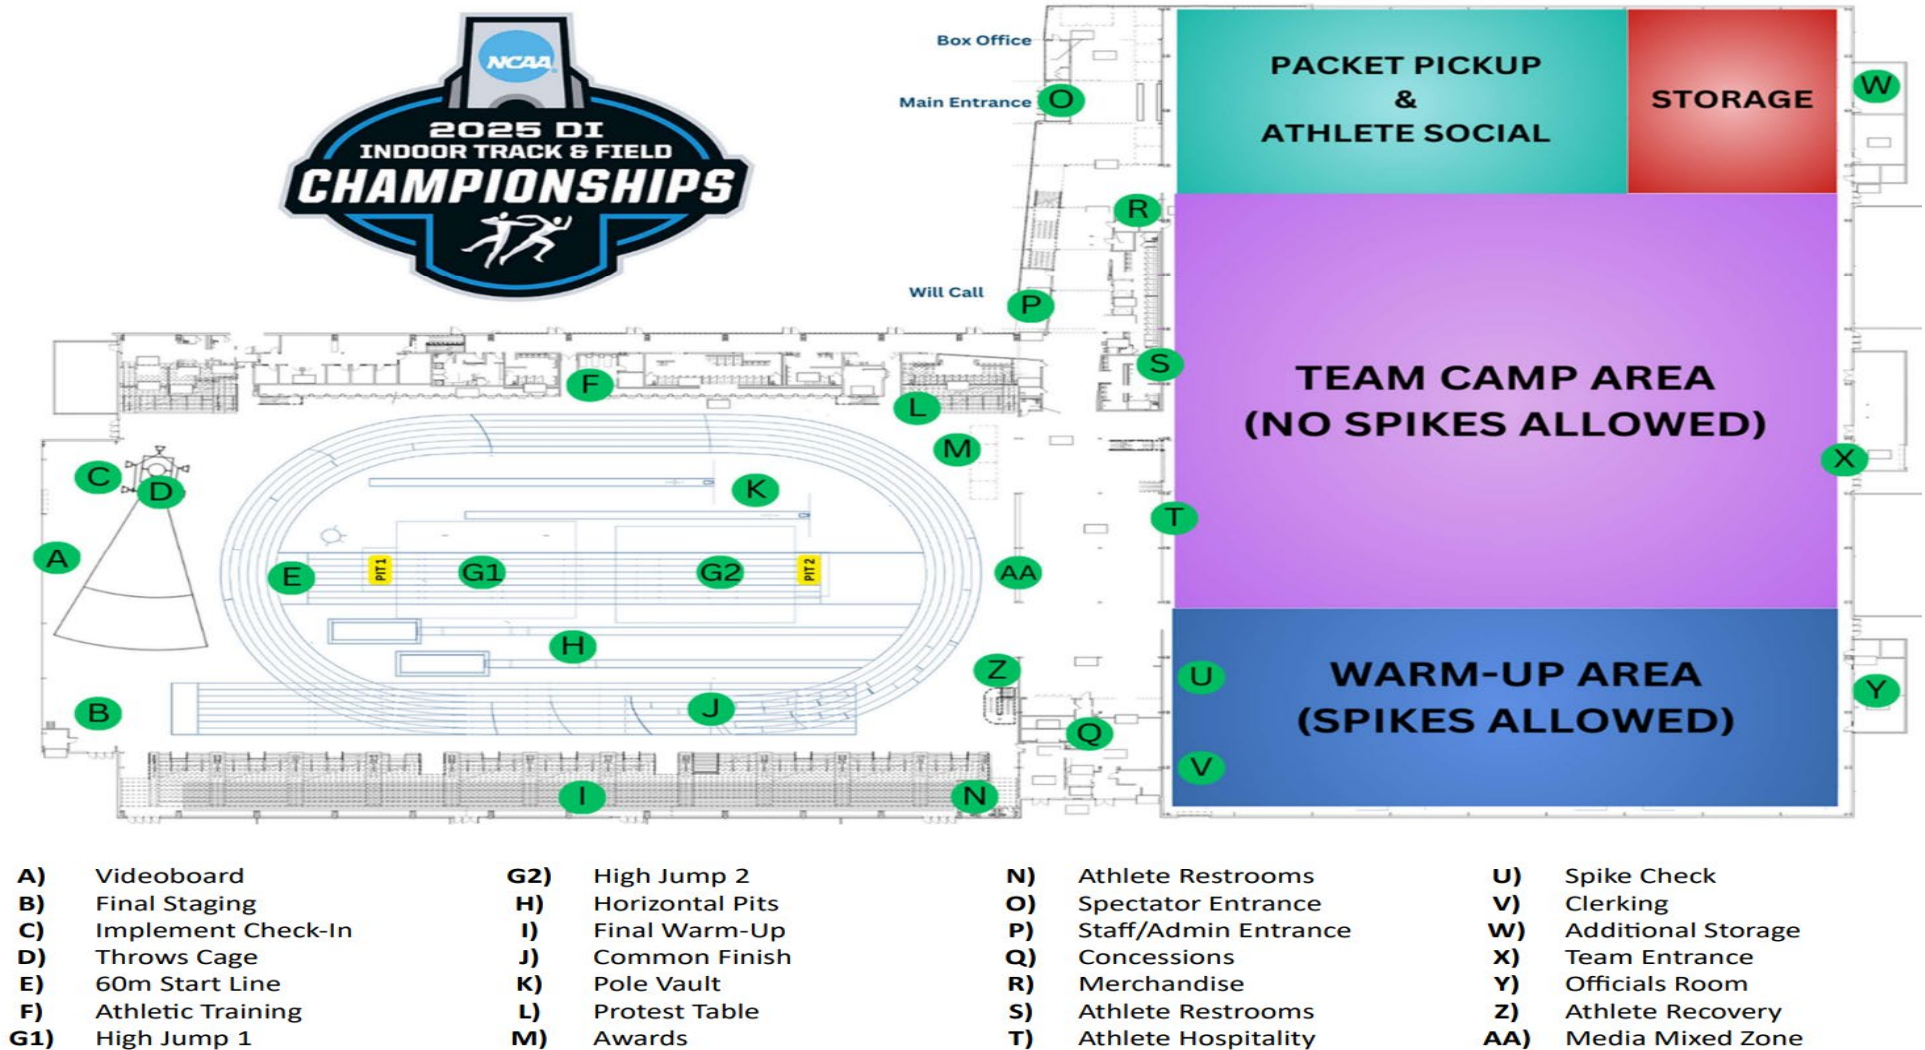 NCAA
2025 DI
INDOOR TRACK & FIELD
CHAMPIONSHIPS
Box Office
Main Entrance
O
PACKET PICKUP
&
ATHLETE SOCIAL
STORAGE
W
R
Will Call
P
S
F
L
M
TEAM CAMP AREA
(NO SPIKES ALLOWED)
X
C
D
K
T
A
E
PIT 1
G1
G2
PIT 2
AA
H
Z
U
WARM-UP AREA
(SPIKES ALLOWED)
Y
B
J
Q
V
I
N
A) Videoboard
B) Final Staging
C) Implement Check-In
D) Throws Cage
E) 60m Start Line
F) Athletic Training
G1) High Jump 1
G2) High Jump 2
H) Horizontal Pits
I) Final Warm-Up
J) Common Finish
K) Pole Vault
L) Protest Table
M) Awards
N) Athlete Restrooms
O) Spectator Entrance
P) Staff/Admin Entrance
Q) Concessions
R) Merchandise
S) Athlete Restrooms
T) Athlete Hospitality
U) Spike Check
V) Clerking
W) Additional Storage
X) Team Entrance
Y) Officials Room
Z) Athlete Recovery
AA) Media Mixed Zone